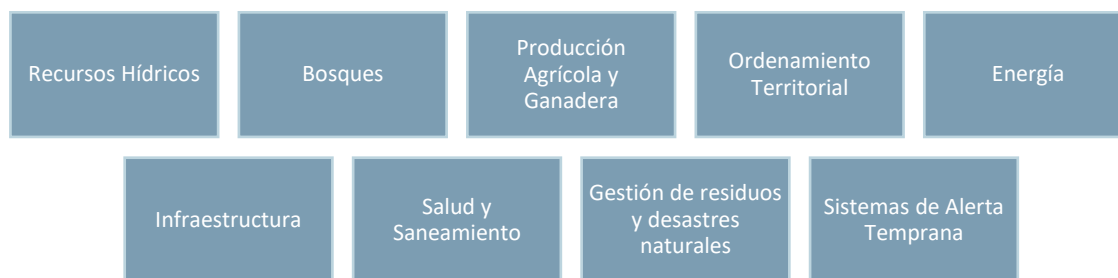 Recursos Hídricos
Bosques
Producción
Agrícola y
Ganadera
Ordenamiento
Territorial
Energía
Infraestructura
Salud y
Saneamiento
Gestión de residuos
y desastres
naturales
Sistemas de Alerta
Temprana